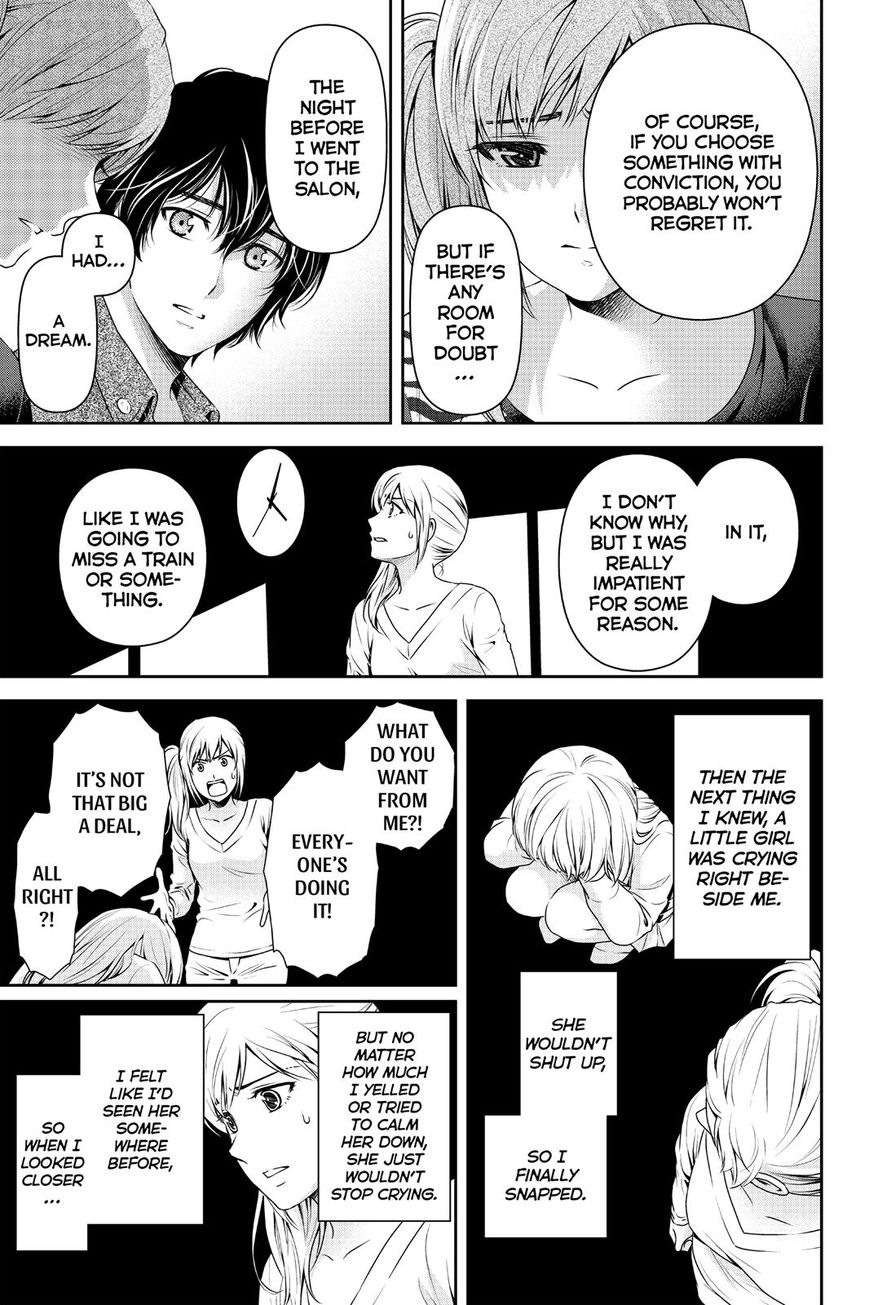 OF COURSE,
IF YOU CHOOSE
SOMETHING WITH
CONVICTION, YOU
PROBABLY WON'T
REGRET IT.
BUT IF
THERE'S
ANY
ROOM
FOR
DOUBT
...
THE
NIGHT
BEFORE
I WENT
TO THE
SALON,
I
HAD...
A
DREAM.
IN IT,
I DON'T
KNOW WHY,
BUT I WAS
REALLY
IMPATIENT
FOR SOME
REASON.
LIKE I WAS
GOING TO
MISS A TRAIN
OR SOME-
THING.
THEN THE
NEXT THING
I KNEW, A
LITTLE GIRL
WAS CRYING
RIGHT BE-
SIDE ME.
SHE
WOULDN'T
SHUT UP,
SO I
FINALLY
SNAPPED.
WHAT
DO YOU
WANT
FROM
ME?!
EVERY-
ONE'S
DOING
IT!
IT'S NOT
THAT BIG
A DEAL,
ALL
RIGHT
?!
BUT NO
MATTER
HOW MUCH
I YELLED
OR TRIED
TO CALM
HER DOWN,
SHE JUST
WOULDN'T
STOP CRYING.
I FELT
LIKE I'D
SEEN HER
SOME-
WHERE
BEFORE,
SO
WHEN I
LOOKED
CLOSER
...